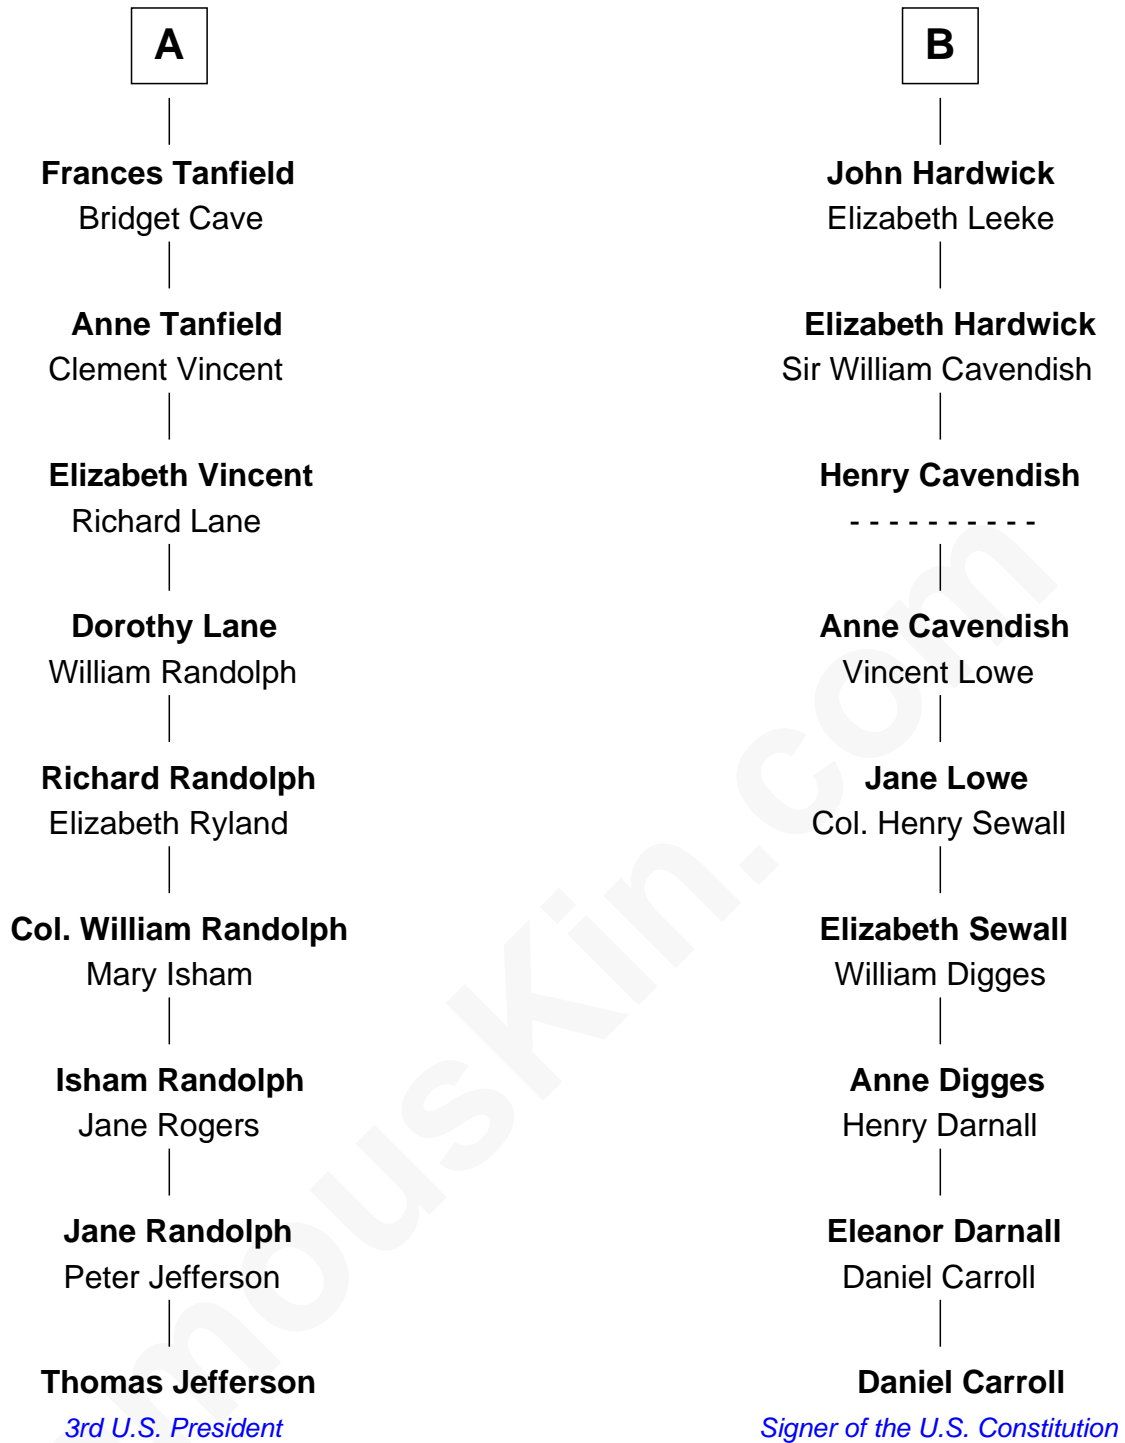 A
Frances Tanfield
Bridget Cave
Anne Tanfield
Clement Vincent
Elizabeth Vincent
Richard Lane
Dorothy Lane
William Randolph
Richard Randolph
Elizabeth Ryland
Col. William Randolph
Mary Isham
Isham Randolph
Jane Rogers
Jane Randolph
Peter Jefferson
Thomas Jefferson
3rd U.S. President
B
John Hardwick
Elizabeth Leeke
Elizabeth Hardwick
Sir William Cavendish
Henry Cavendish
- - - - - - - - - -
Anne Cavendish
Vincent Lowe
Jane Lowe
Col. Henry Sewall
Elizabeth Sewall
William Digges
Anne Digges
Henry Darnall
Eleanor Darnall
Daniel Carroll
Daniel Carroll
Signer of the U.S. Constitution
mouskin.com